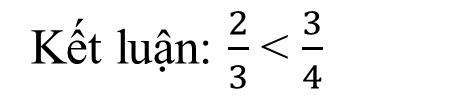 Kết luận: 2/3 < 3/4